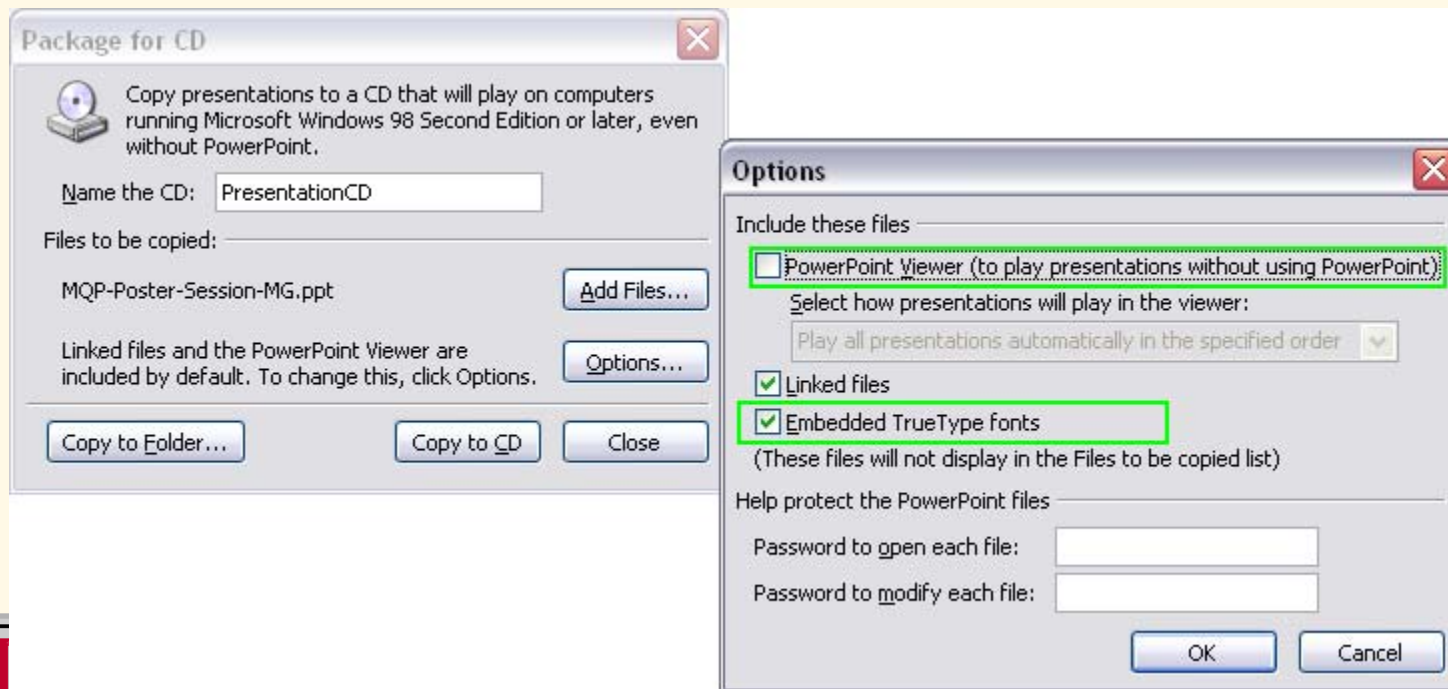 Package for CD
Copy presentations to a CD that will play on computers
running Microsoft Windows 98 Second Edition or later, even
without PowerPoint.
Name the CD: PresentationCD
Files to be copied:
MQP-Poster-Session-MG.ppt
Add Files...
Linked files and the PowerPoint Viewer are
included by default. To change this, click Options.
Options...
Copy to Folder... Copy to CD Close
Options
Include these files
PowerPoint Viewer (to play presentations without using PowerPoint)
Select how presentations will play in the viewer:
Play all presentations automatically in the specified order
Linked files
Embedded TrueType fonts
(These files will not display in the Files to be copied list)
Help protect the PowerPoint files
Password to open each file:
Password to modify each file:
OK Cancel